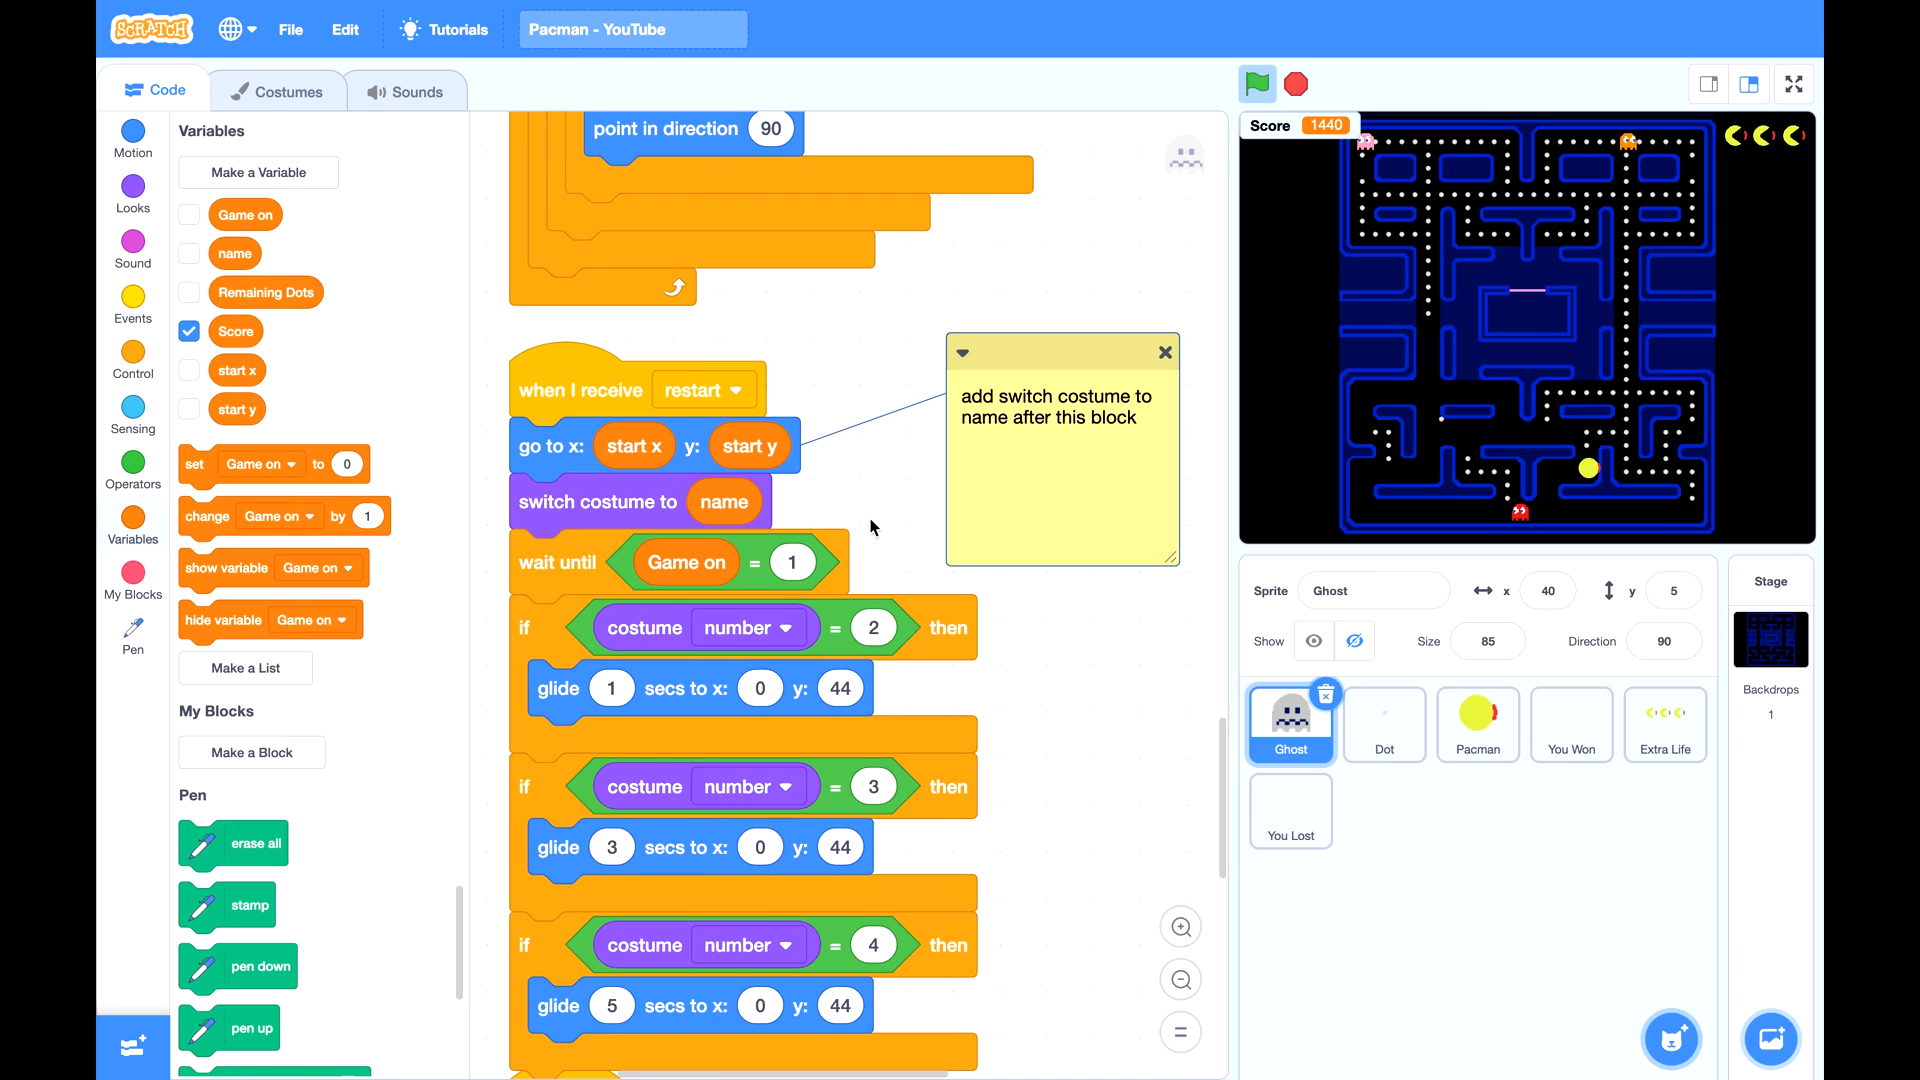 SCRATCH
File
Edit
Tutorials
Pacman - YouTube
Code
Costumes
Sounds
Motion
Looks
Sound
Events
Control
Sensing
Operators
Variables
My Blocks
Pen
Variables
Make a Variable
Game on
name
Remaining Dots
Score
start x
start y
set Game on to 0
change Game on by 1
show variable Game on
hide variable Game on
Make a List
My Blocks
Make a Block
Pen
erase all
stamp
pen down
pen up
point in direction 90
when I receive restart
go to x: start x y: start y
switch costume to name
wait until Game on = 1
if costume number = 2 then
glide 1 secs to x: 0 y: 44
if costume number = 3 then
glide 3 secs to x: 0 y: 44
if costume number = 4 then
glide 5 secs to x: 0 y: 44
add switch costume to
name after this block
Score 1440
Sprite Ghost x 40 y 5
Show Size 85 Direction 90
Ghost
Dot
Pacman
You Won
Extra Life
You Lost
Stage
Backdrops
1